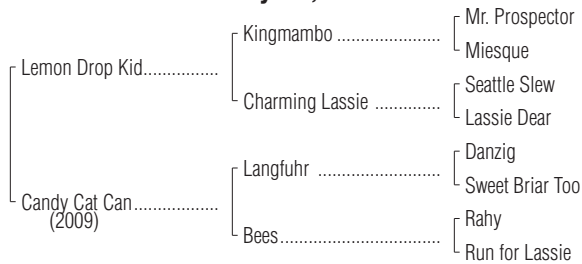 Mr. Prospector
Kingmambo ..................
Miesque
Lemon Drop Kid...............
Seattle Slew
Charming Lassie .............
Lassie Dear
Danzig
Langfuhr .........................
Sweet Briar Too
Candy Cat Can.................
(2009)
Rahy
Bees.................................
Run for Lassie